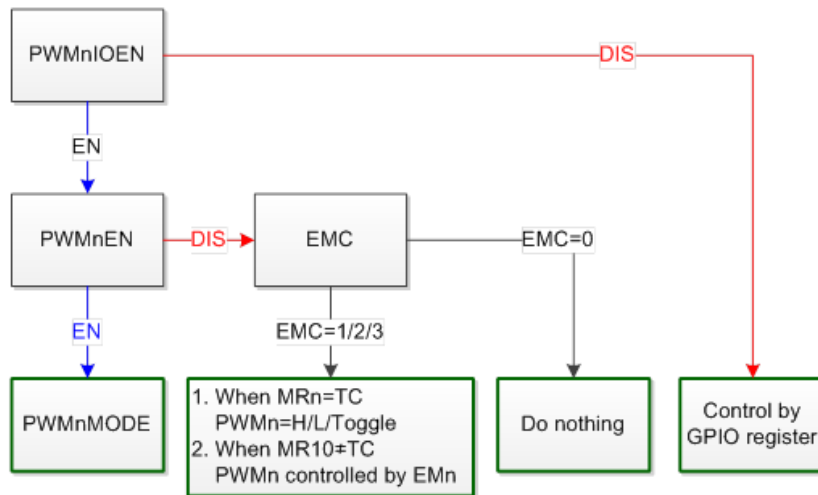 PWMnIOEN
DIS
EN
PWMnEN
DIS
EMC
EMC=0
EN
EMC=1/2/3
PWMnMODE
1. When MRn=TC
PWMn=H/L/Toggle
2. When MR10≠TC
PWMn controlled by EMn
Do nothing
Control by
GPIO register